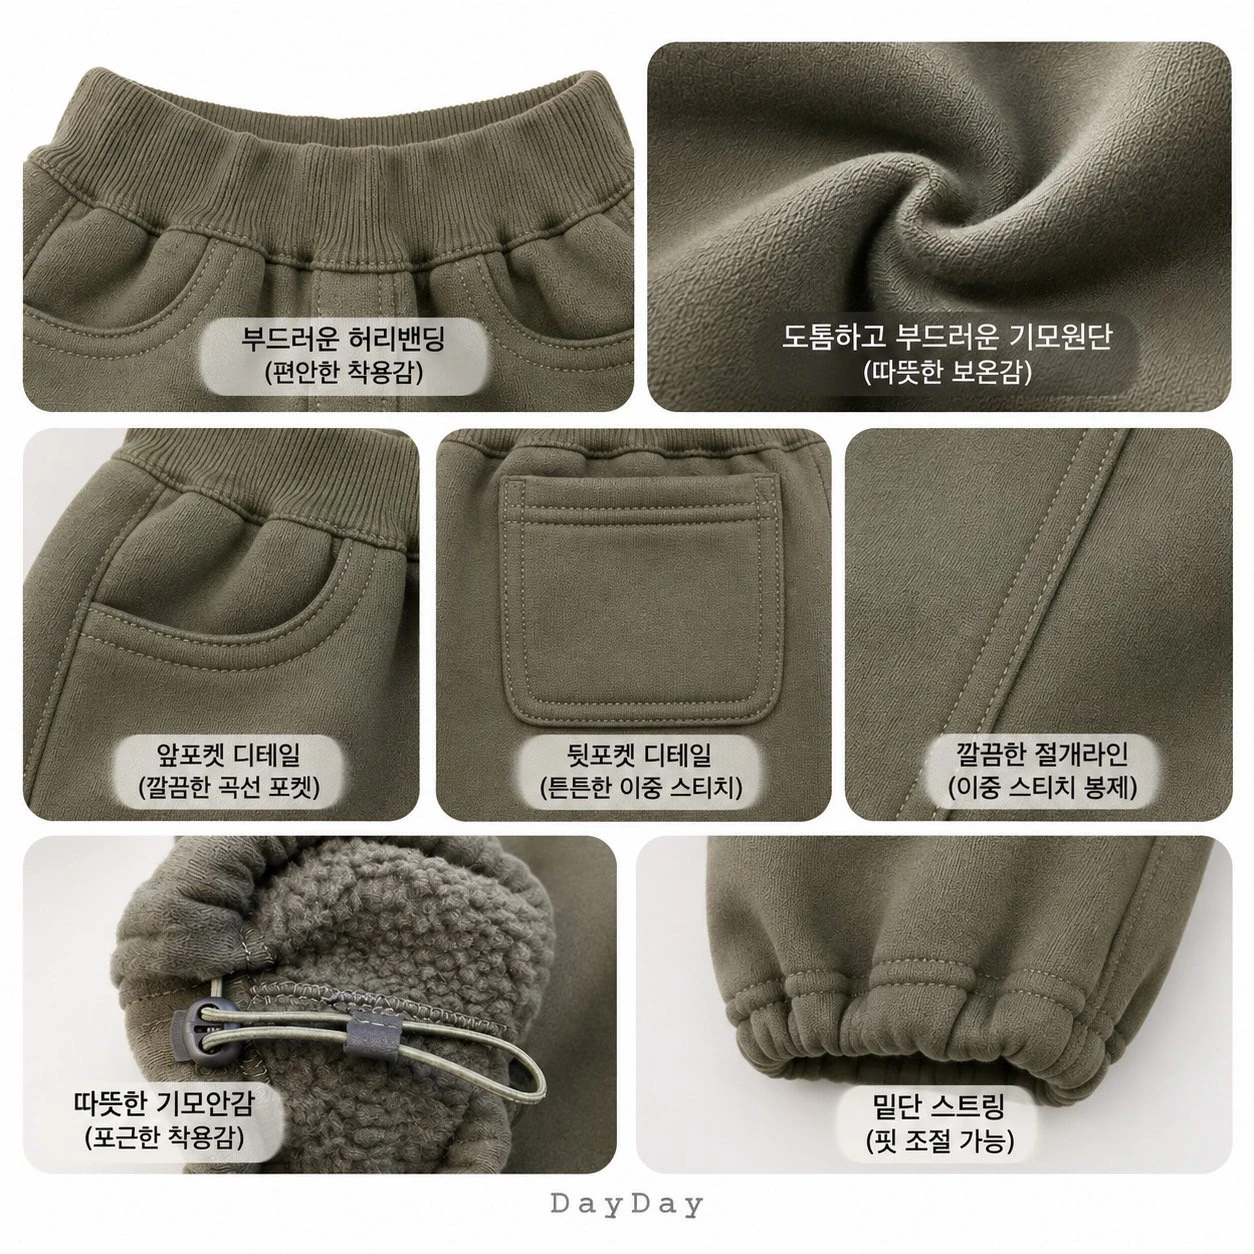 부드러운 허리밴딩
(편안한 착용감)
도톰하고 부드러운 기모원단
(따뜻한 보온감)
앞포켓 디테일
(깔끔한 곡선 포켓)
뒷포켓 디테일
(튼튼한 이중 스티치)
깔끔한 절개라인
(이중 스티치 봉제)
따뜻한 기모안감
(포근한 착용감)
밑단 스트링
(핏 조절 가능)
DayDay